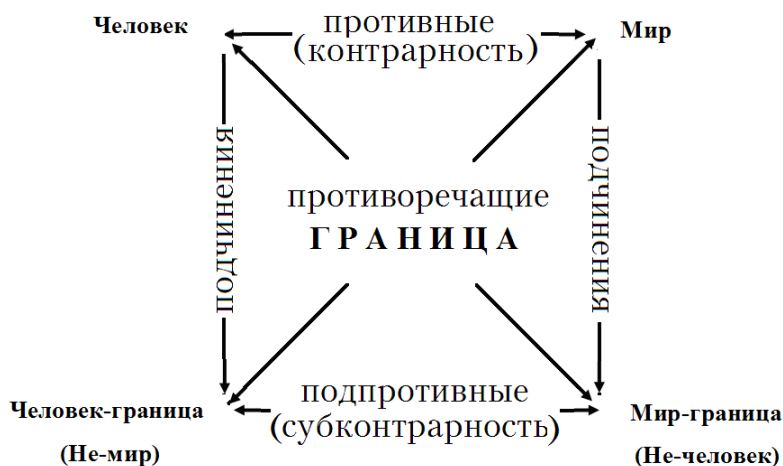 Человек
противные
(контрарность)
Мир
подчинения
противоречащие
ГРАНИЦА
подчинения
Человек-граница
(Не-мир)
подпротивные
(субконтрарность)
Мир-граница
(Не-человек)